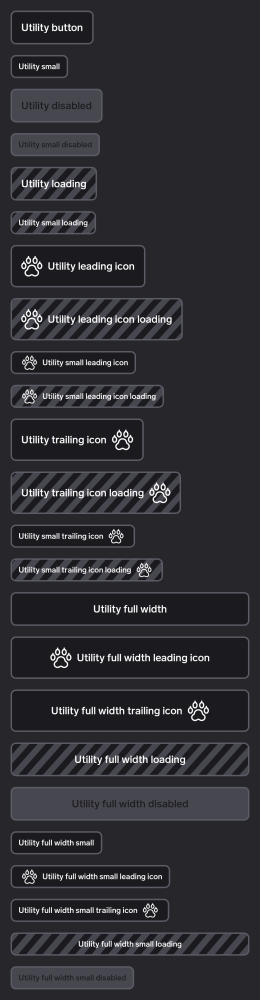 Utility button
Utility small
Utility disabled
Utility small disabled
Utility loading
Utility small loading
Utility leading icon
Utility leading icon loading
Utility small leading icon
Utility small leading icon loading
Utility trailing icon
Utility trailing icon loading
Utility small trailing icon
Utility small trailing icon loading
Utility full width
Utility full width leading icon
Utility full width trailing icon
Utility full width loading
Utility full width disabled
Utility full width small
Utility full width small leading icon
Utility full width small trailing icon
Utility full width small loading
Utility full width small disabled